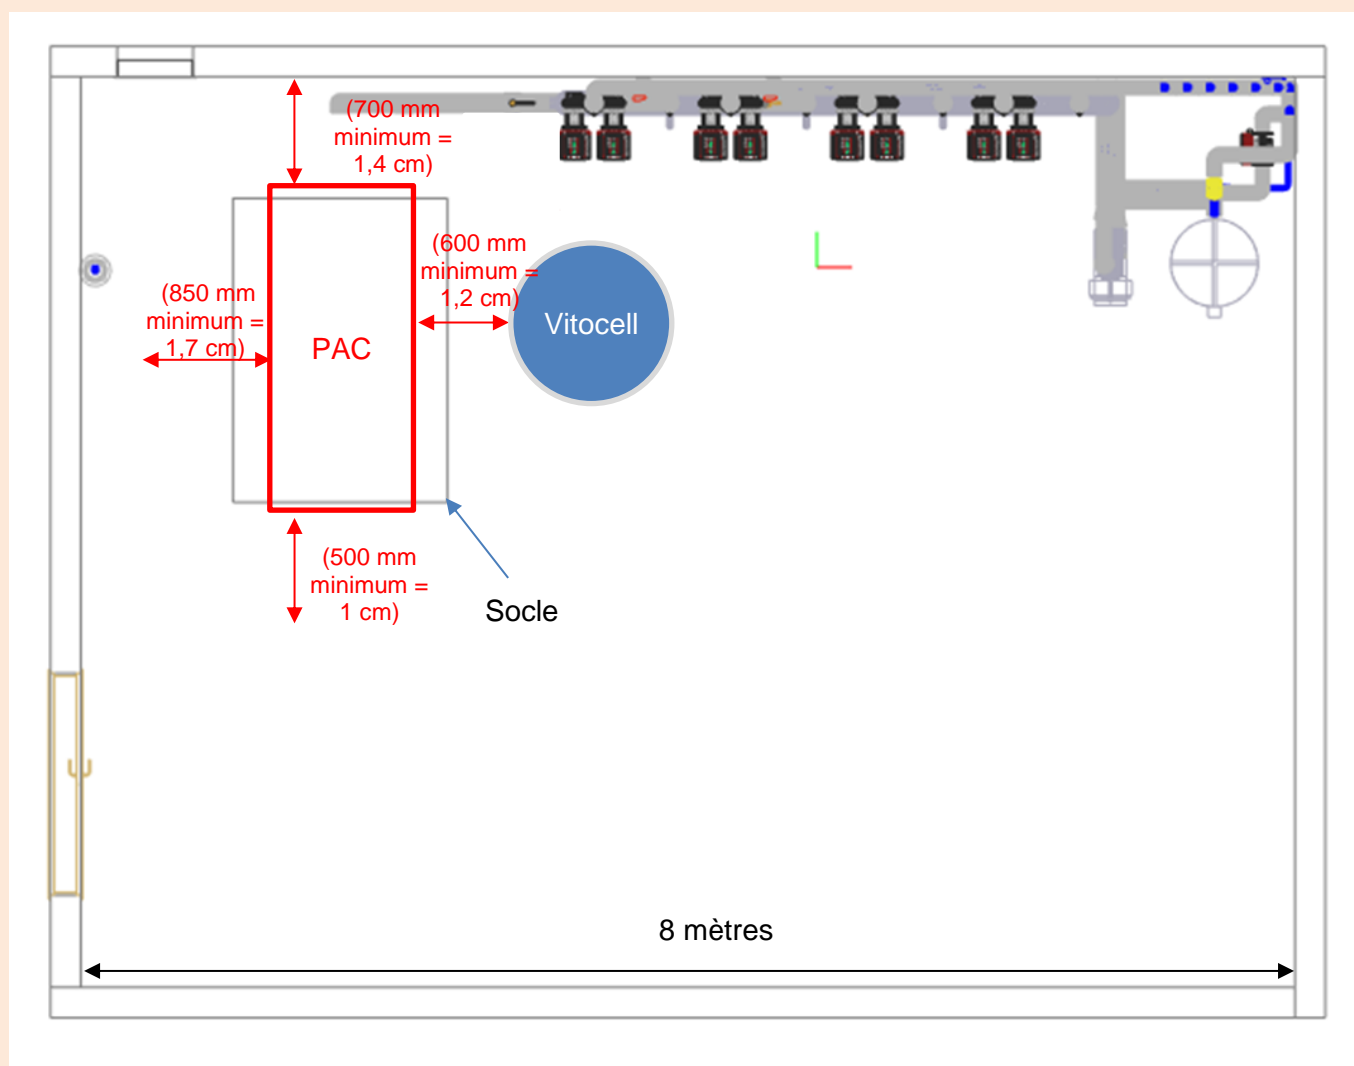 (700 mm
minimum =
1,4 cm)
(600 mm
minimum =
1,2 cm)
(850 mm
minimum =
1,7 cm)
PAC
Vitocell
(500 mm
minimum =
1 cm)
Socle
8 mètres